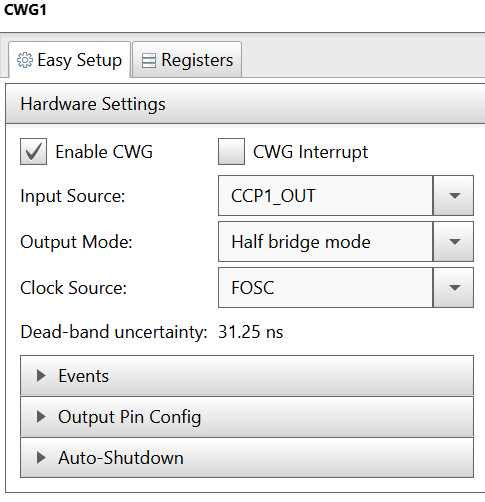 CWG1
Easy Setup Registers
Hardware Settings
Enable CWG CWG Interrupt
Input Source: CCP1_OUT
Output Mode: Half bridge mode
Clock Source: FOSC
Dead-band uncertainty: 31.25 ns
Events
Output Pin Config
Auto-Shutdown